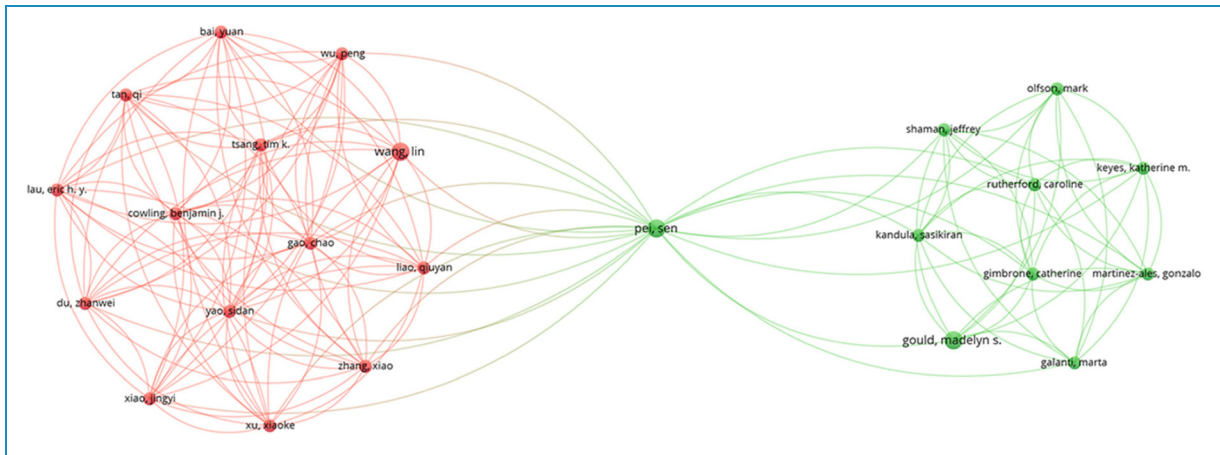 bai, yuan
wu, peng
tan, qi
tsang, tim k.
wang, lin
lau, eric h. y.
cowling, benjamin j.
gao, chao
liao, qiuyan
du, zhanwei
yao, sidan
zhang, xiao
xiao, jingyi
xu, xiaoke
pei, sen
olfson, mark
shaman, jeffrey
keyes, katherine m.
rutherford, caroline
kandula, sasikiran
gimbrone, catherine
martinez-ales, gonzalo
gould, madelyn s.
galanti, marta